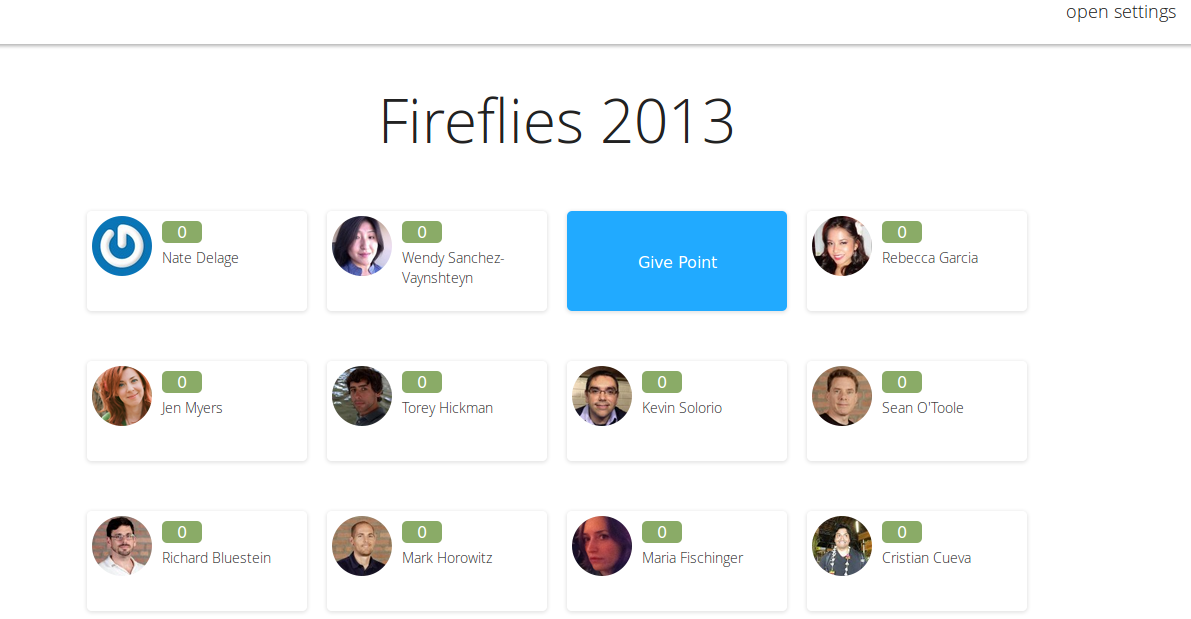 open settings
Fireflies 2013
0
Nate Delage
0
Wendy Sanchez-
Vaynshteyn
Give Point
0
Rebecca Garcia
0
Jen Myers
0
Torey Hickman
0
Kevin Solorio
0
Sean O'Toole
0
Richard Bluestein
0
Mark Horowitz
0
Maria Fischinger
0
Cristian Cueva